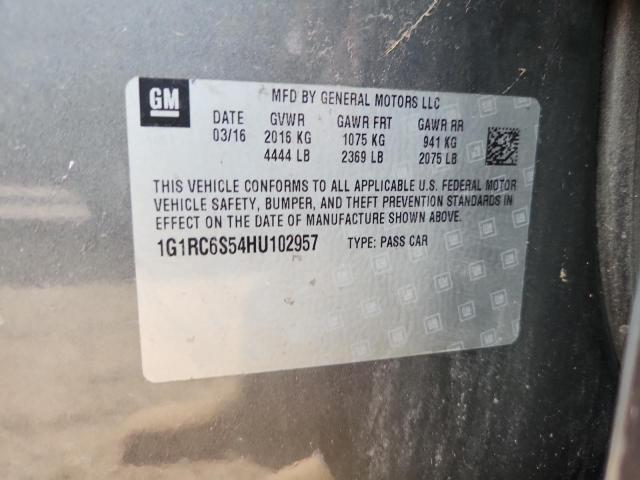 GM
MFD BY GENERAL MOTORS LLC
DATE GVWR GAWR FRT GAWR RR
03/16 2016 KG 1075 KG 941 KG
4444 LB 2369 LB 2075 LB
THIS VEHICLE CONFORMS TO ALL APPLICABLE U.S. FEDERAL MOTOR
VEHICLE SAFETY, BUMPER, AND THEFT PREVENTION STANDARDS IN
EFFECT ON THE DATE OF MANUFACTURE SHOWN ABOVE.
1G1RC6S54HU102957 TYPE: PASS CAR